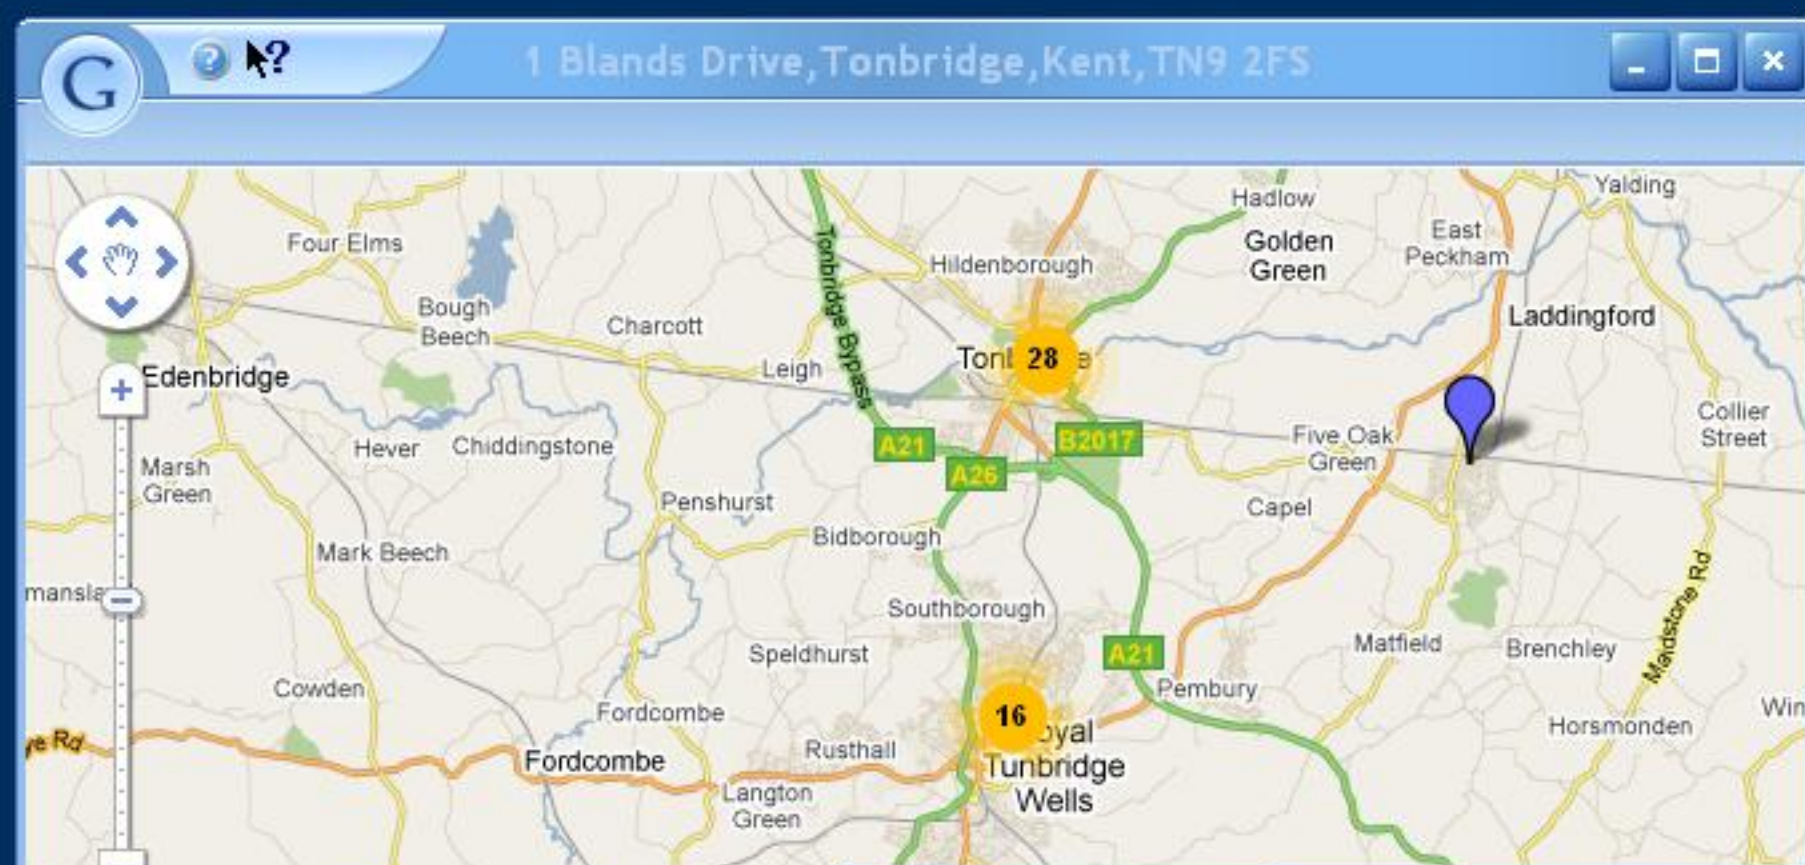 G
?
?
1 Blands Drive,Tonbridge,Kent,TN9 2FS
Yalding
Hadlow
East
Peckham
Golden
Green
Four Elms
Hildenborough
Tonbridge Bypass
Bough
Beech
Charcott
Laddingford
Leigh
28
Edenbridge
Collier
Street
Five Oak
Green
A21
B2017
A26
Hever
Chiddingstone
Marsh
Green
Penshurst
Capel
Bidborough
Mark Beech
Maidstone Rd
Southborough
Matfield
Brenchley
Speldhurst
A21
Pembury
Cowden
Fordcombe
16
Horsmonden
Win
Rusthall
ye Rd
Fordcombe
Tunbridge
Wells
Langton
Green